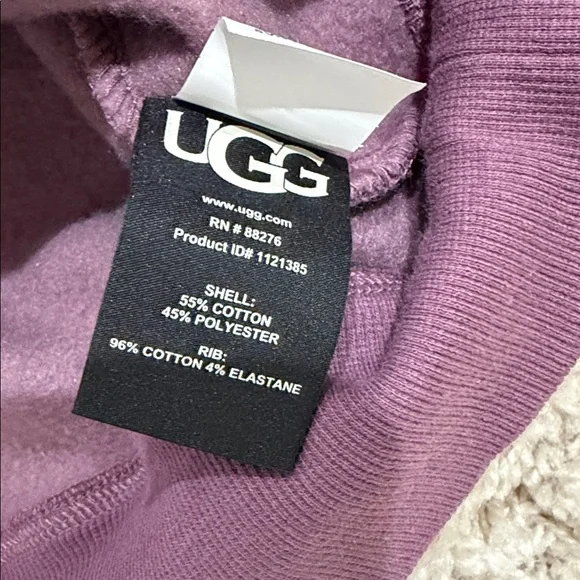 UGG
www.ugg.com
RN # 88276
Product ID# 1121385
SHELL:
55% COTTON
45% POLYESTER
RIB:
96% COTTON 4% ELASTANE